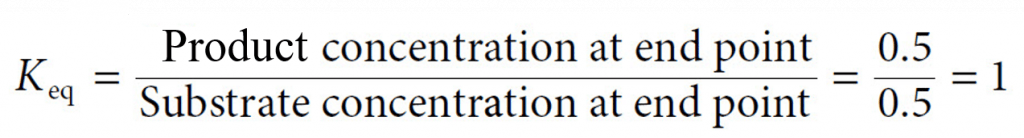 K_eq = Product concentration at end point / Substrate concentration at end point = 0.5 / 0.5 = 1